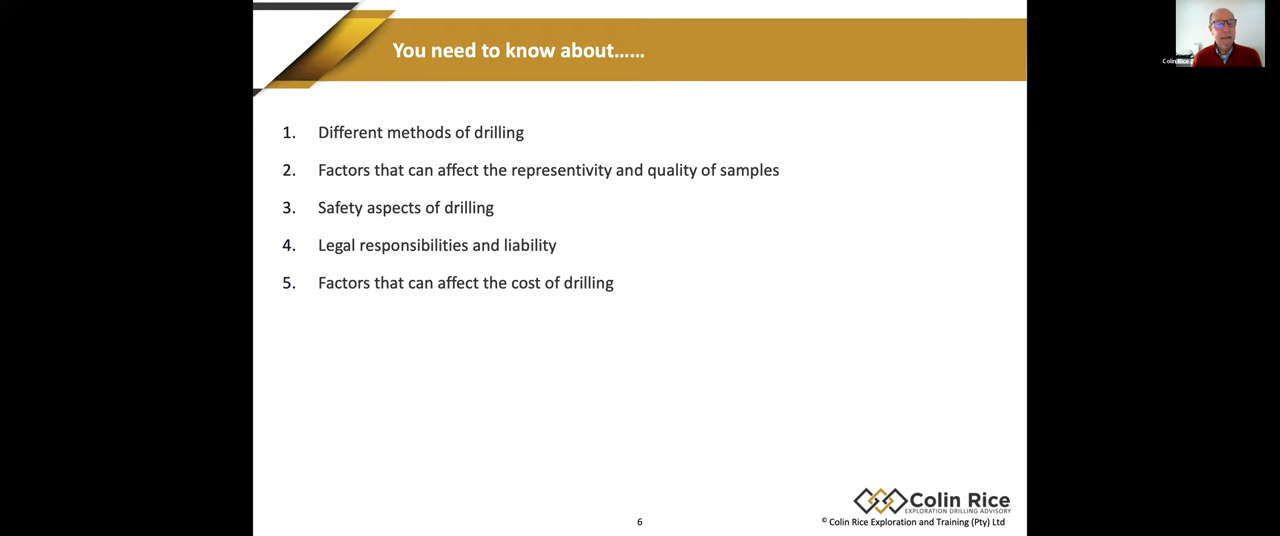 You need to know about......
Colin Rice
1. Different methods of drilling
2. Factors that can affect the representivity and quality of samples
3. Safety aspects of drilling
4. Legal responsibilities and liability
5. Factors that can affect the cost of drilling
Colin Rice
EXPLORATION DRILLING ADVISORY
6
© Colin Rice Exploration and Training (Pty) Ltd